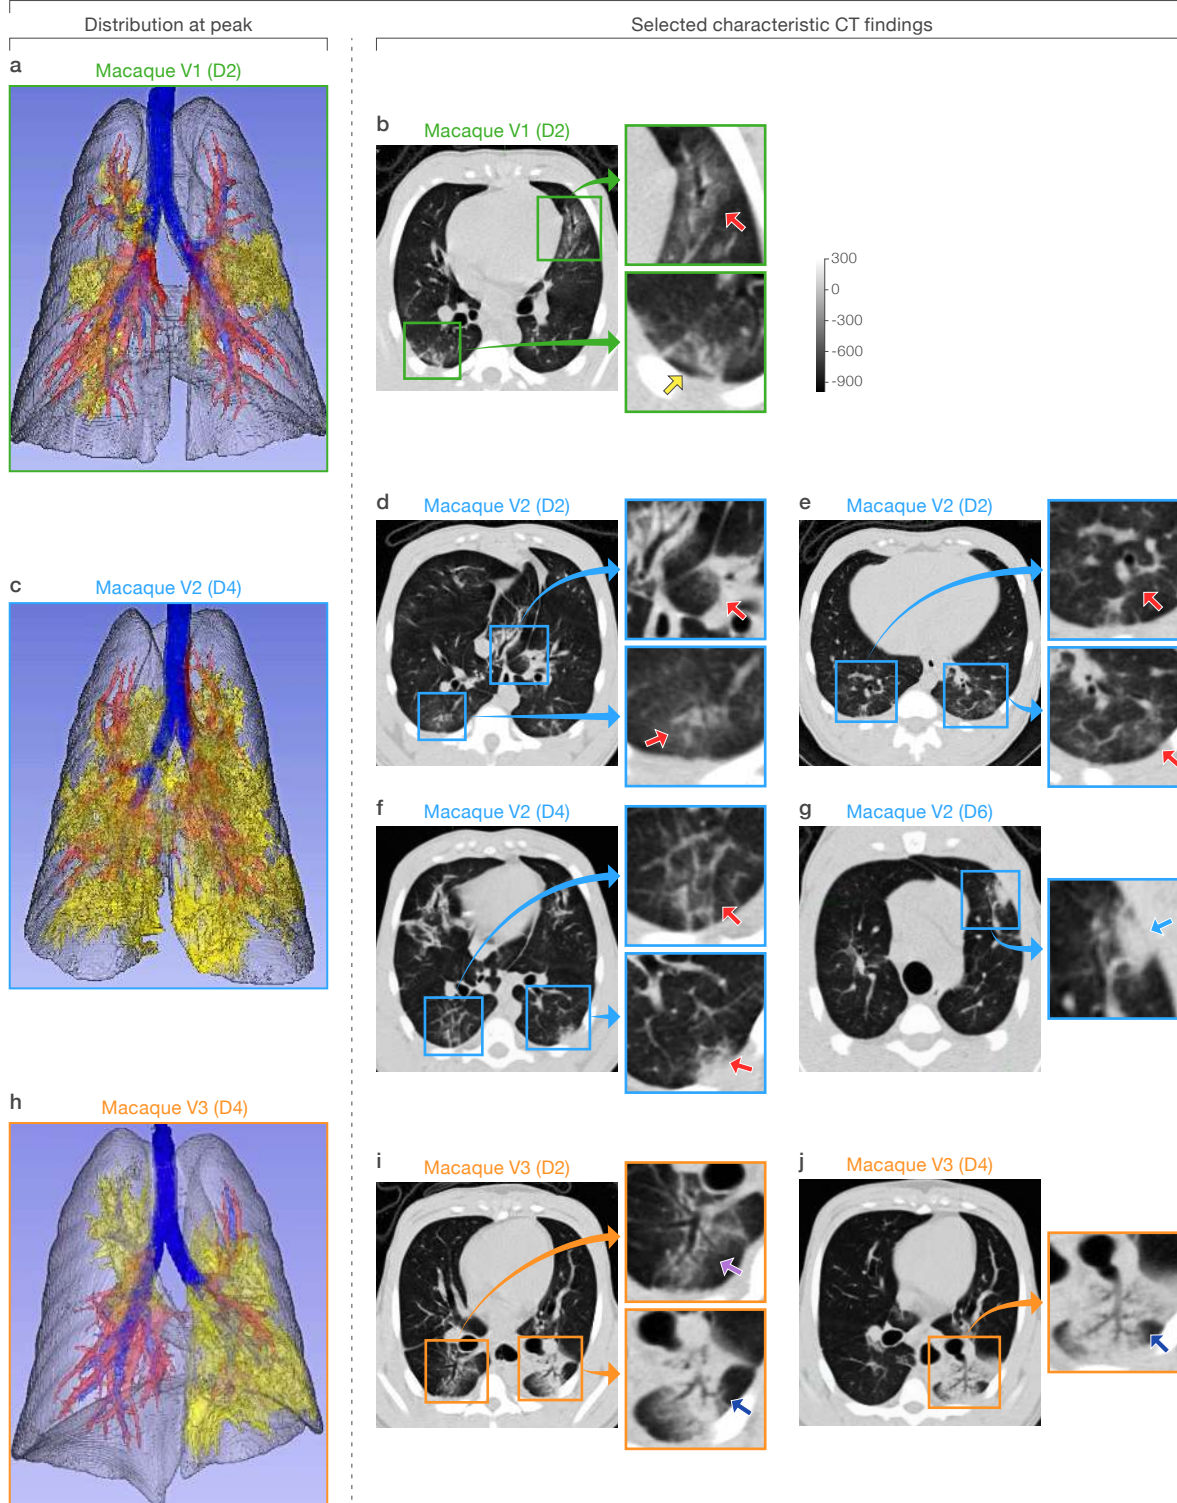 Distribution at peak
Selected characteristic CT findings
a
Macaque V1 (D2)
b
Macaque V1 (D2)
300
0
-300
-600
-900
c
Macaque V2 (D4)
d
Macaque V2 (D2)
e
Macaque V2 (D2)
f
Macaque V2 (D4)
g
Macaque V2 (D6)
h
Macaque V3 (D4)
i
Macaque V3 (D2)
j
Macaque V3 (D4)